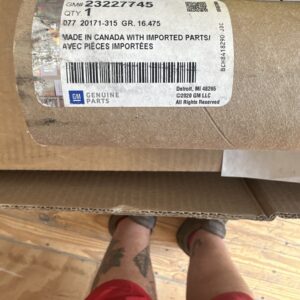 GM# 23227745
QTY. 1
077 20171-315 GR. 16.475
MADE IN CANADA WITH IMPORTED PARTS/
AVEC PIÈCES IMPORTÉES
GM GENUINE
PARTS
Detroit, MI 48265
©2020 GM LLC
All Rights Reserved